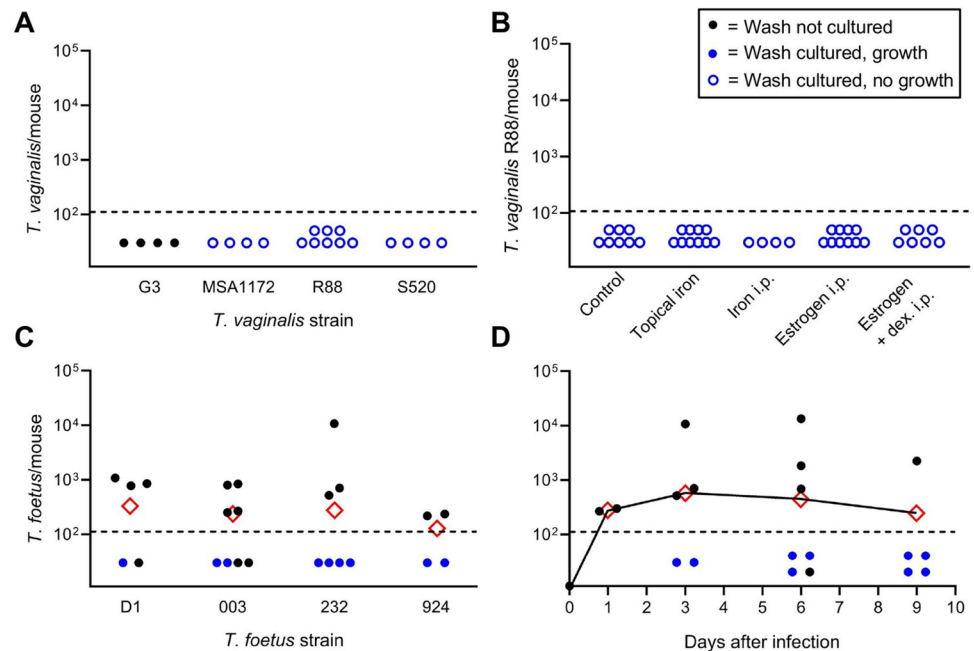 A
10⁵
10⁴
10³
10²
T. vaginalis/mouse
G3 MSA1172 R88 S520
T. vaginalis strain
B
= Wash not cultured
= Wash cultured, growth
= Wash cultured, no growth
10⁵
10⁴
10³
10²
T. vaginalis R88/mouse
Control
Topical iron
Iron i.p.
Estrogen i.p.
Estrogen
+ dex. i.p.
C
10⁵
10⁴
10³
10²
T. foetus/mouse
D1 003 232 924
T. foetus strain
D
10⁵
10⁴
10³
10²
0 1 2 3 4 5 6 7 8 9 10
Days after infection